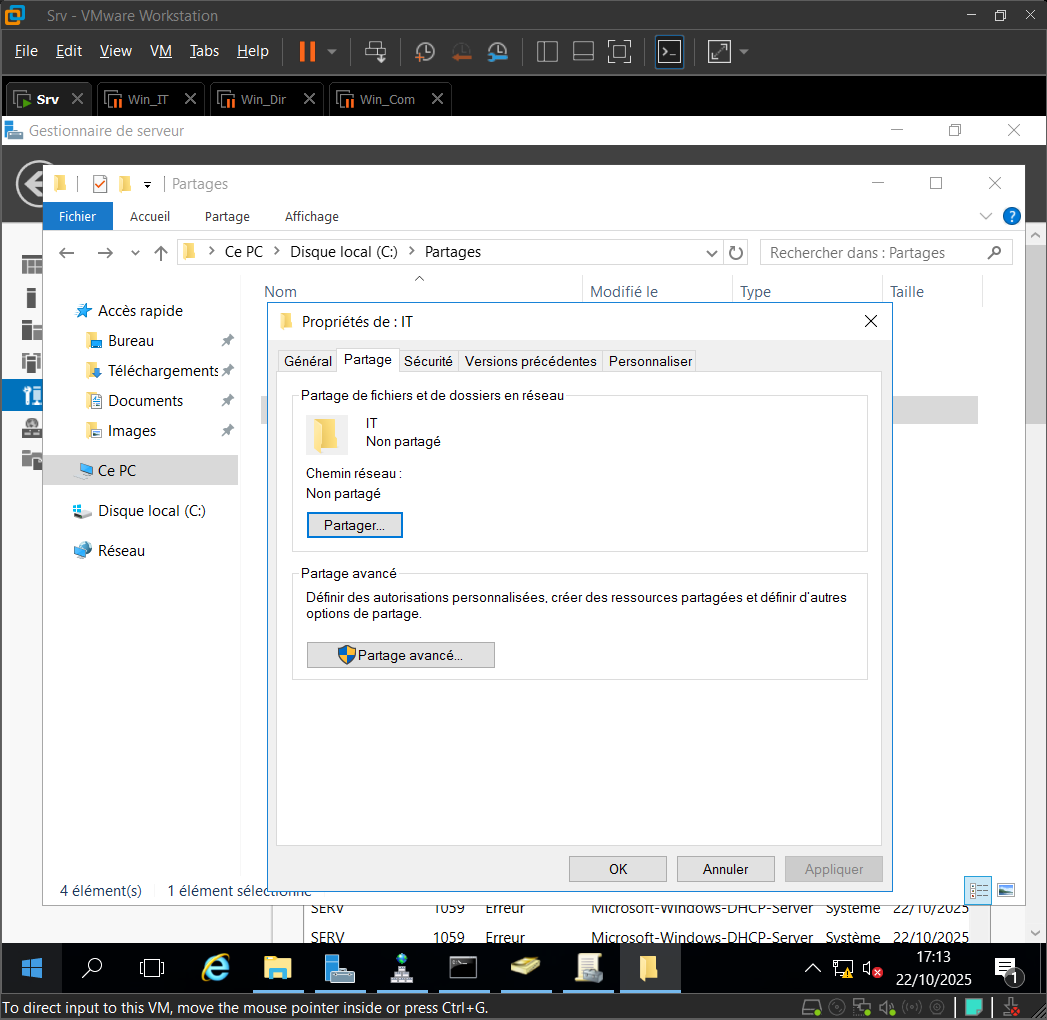 Srv - VMware Workstation
File Edit View VM Tabs Help
Srv Win_IT Win_Dir Win_Com
Gestionnaire de serveur
Partages
Fichier Accueil Partage Affichage
Ce PC Disque local (C:) Partages
Rechercher dans : Partages
Nom Modifié le Type Taille
Accès rapide
Bureau
Téléchargements
Documents
Images
Ce PC
Disque local (C:)
Réseau
Propriétés de : IT
Général Partage Sécurité Versions précédentes Personnaliser
Partage de fichiers et de dossiers en réseau
IT
Non partagé
Chemin réseau :
Non partagé
Partager...
Partage avancé
Définir des autorisations personnalisées, créer des ressources partagées et définir d'autres
options de partage.
Partage avancé...
OK Annuler Appliquer
4 élément(s) 1 élément sélectionné
SERV 1059 Erreur Microsoft-Windows-DHCP-Server Système 22/10/2025
SERV 1059 Erreur Microsoft-Windows-DHCP-Server Système 22/10/2025
17:13
22/10/2025
1
To direct input to this VM, move the mouse pointer inside or press Ctrl+G.